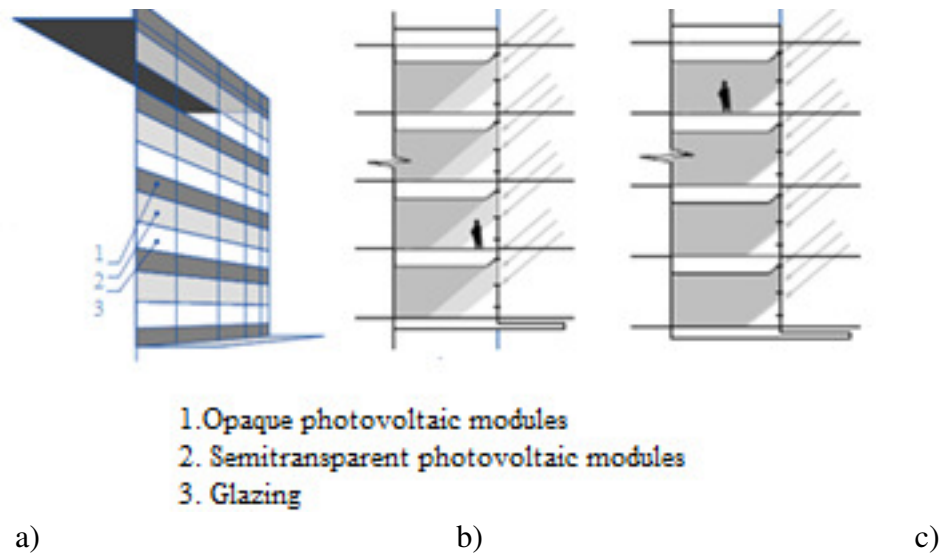 1
2
3
1.Opaque photovoltaic modules
2. Semitransparent photovoltaic modules
3. Glazing
a) b) c)